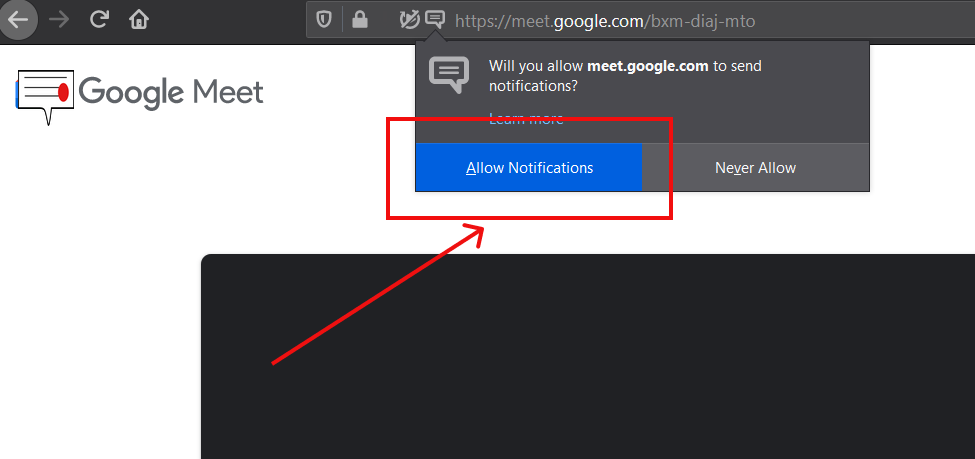 https://meet.google.com/bxm-diaj-mto
Will you allow meet.google.com to send
notifications?
Learn more
Allow Notifications
Never Allow
Google Meet